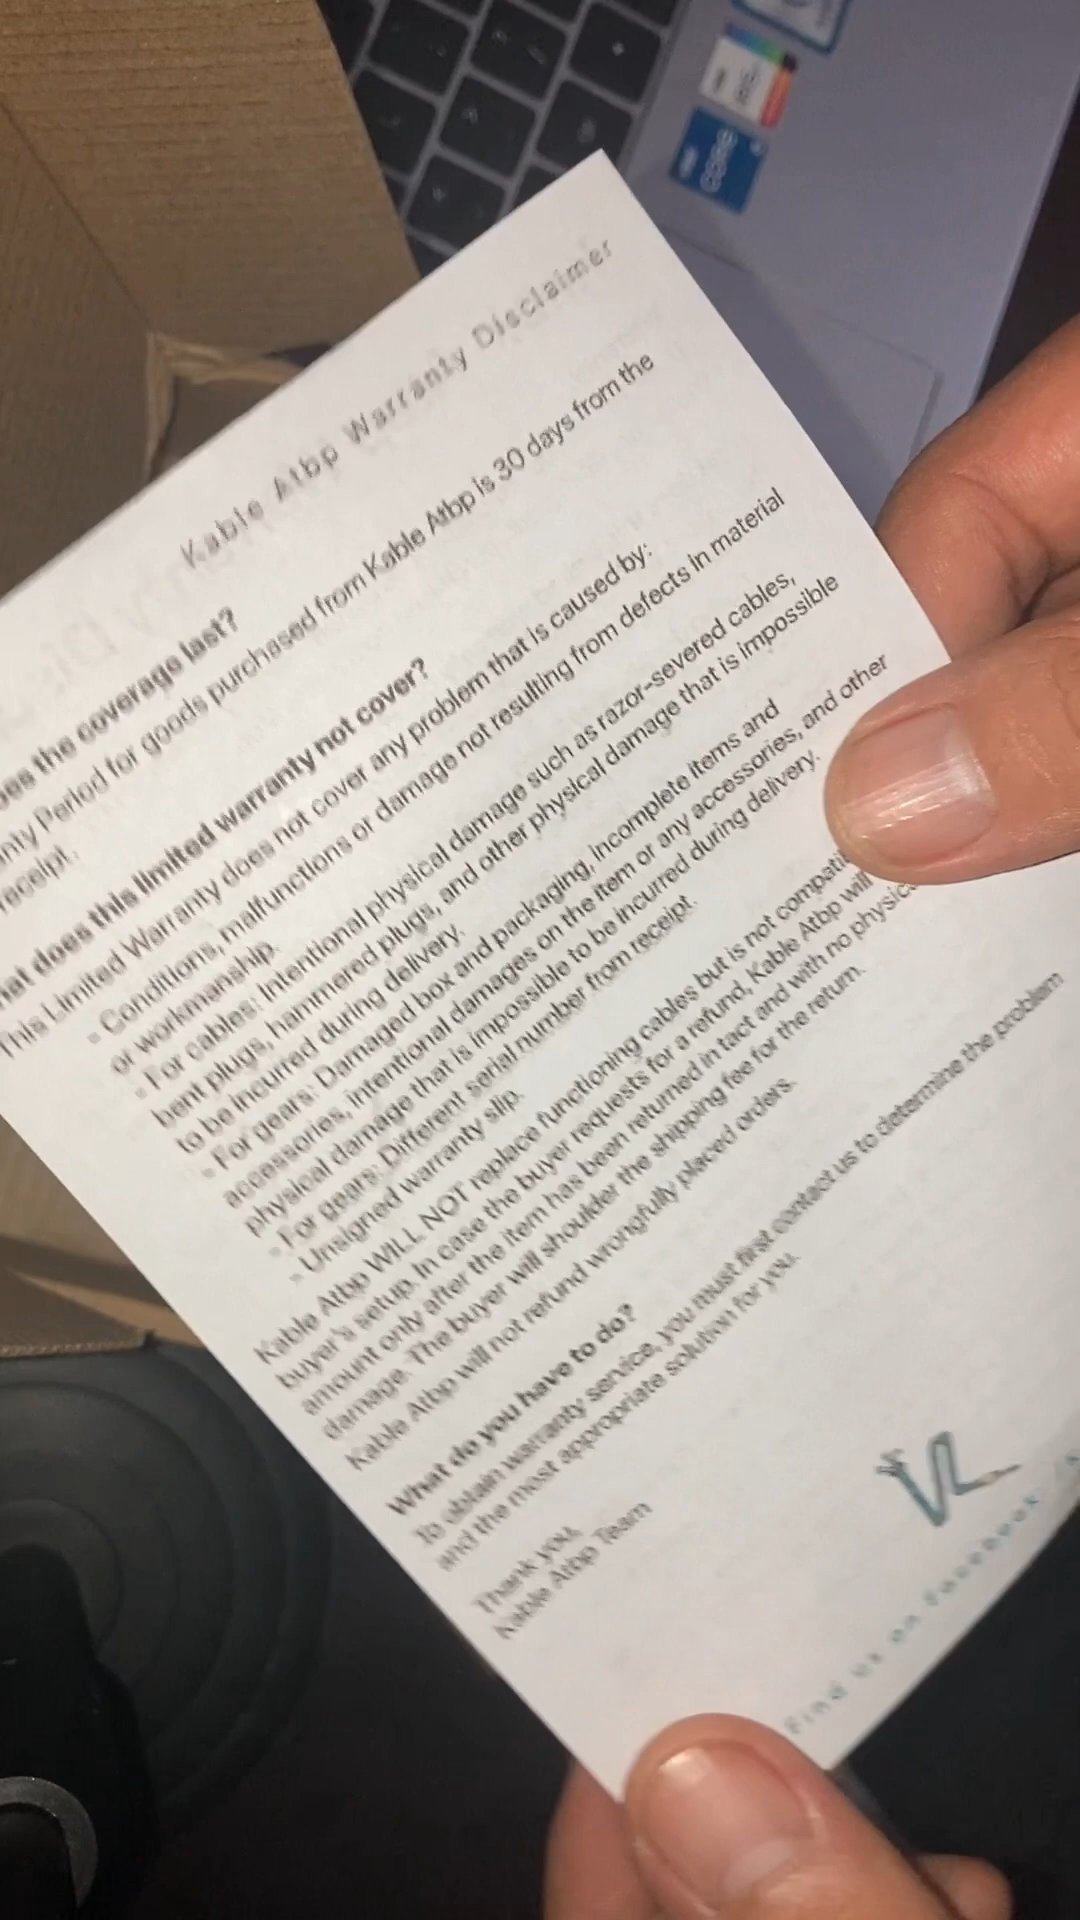 Kable Atbp Warranty Disclaimer
the coverage last?
Period for goods purchased from Kable Atbp is 30 days from the
receipt.
does this limited warranty not cover?
This Limited Warranty does not cover any problem that is caused by:
- Conditions, malfunctions or damage not resulting from defects in material
or workmanship.
- For cables: Intentional physical damage such as razor-severed cables,
bent plugs, hammered plugs, and other physical damage that is impossible
to be incurred during delivery.
- For gears: Damaged box and packaging, incomplete items and
accessories, intentional damages on the item or any accessories, and other
physical damage that is impossible to be incurred during delivery.
- For gears: Different serial number from receipt.
- Unsigned warranty slip.
Kable Atbp WILL NOT replace functioning cables but is not
buyer's setup. In case the buyer requests for a refund, Kable Atbp will
amount only after the item has been returned in tact and with no
damage. The buyer will shoulder the shipping fee for the return.
Kable Atbp will not refund wrongfully placed orders.
What do you have to do?
To obtain warranty service, you must first contact us to determine the problem
and the most appropriate solution for you.
Thank you,
Kable Atbp Team
Find us on Facebook
CORE